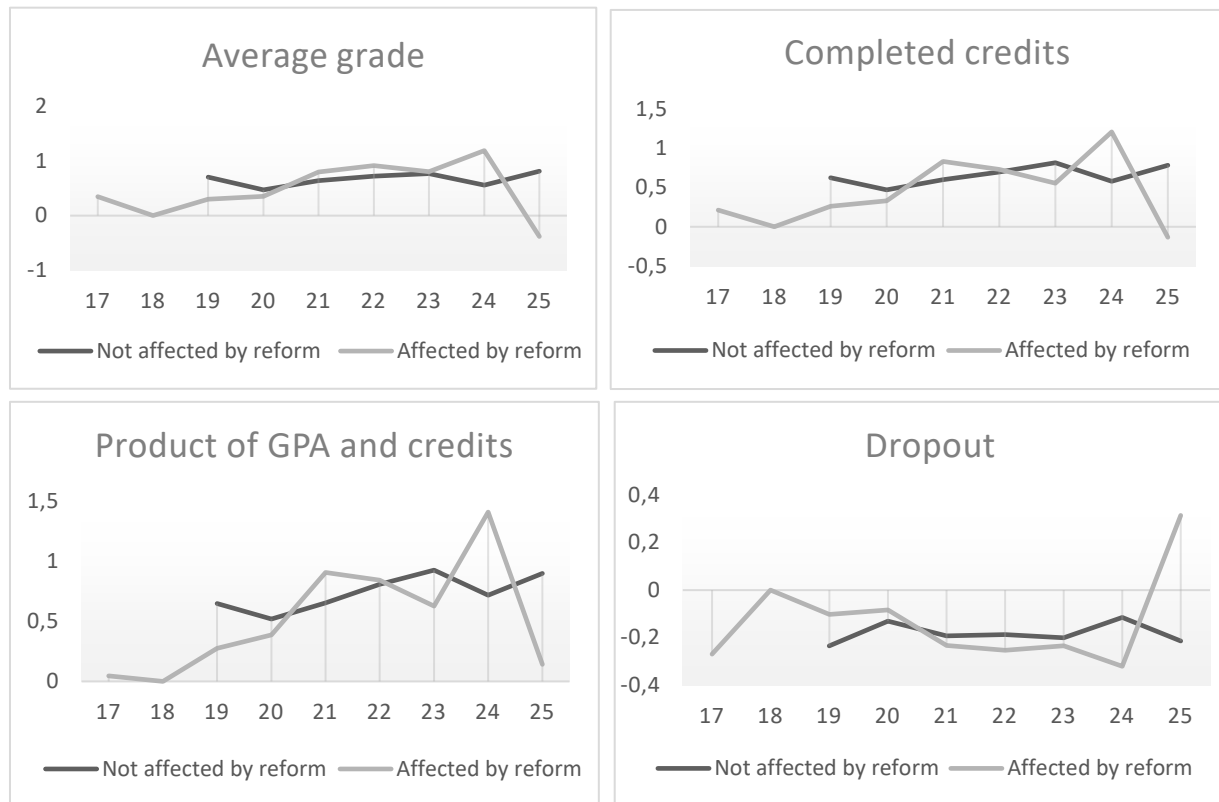 Average grade
2
1
0
-1
17 18 19 20 21 22 23 24 25
Not affected by reform Affected by reform
Completed credits
1,5
1
0,5
0
-0,5
17 18 19 20 21 22 23 24 25
Not affected by reform Affected by reform
Product of GPA and credits
1,5
1
0,5
0
17 18 19 20 21 22 23 24 25
Not affected by reform Affected by reform
Dropout
0,4
0,2
0
-0,2
-0,4
17 18 19 20 21 22 23 24 25
Not affected by reform Affected by reform